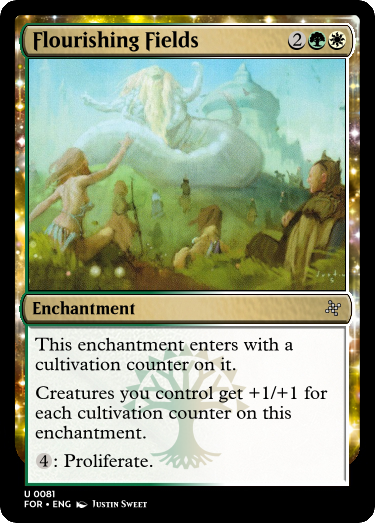 Flourishing Fields 2
Enchantment
This enchantment enters with a
cultivation counter on it.
Creatures you control get +1/+1 for
each cultivation counter on this
enchantment.
4: Proliferate.
U 0081
FOR • ENG Justin Sweet